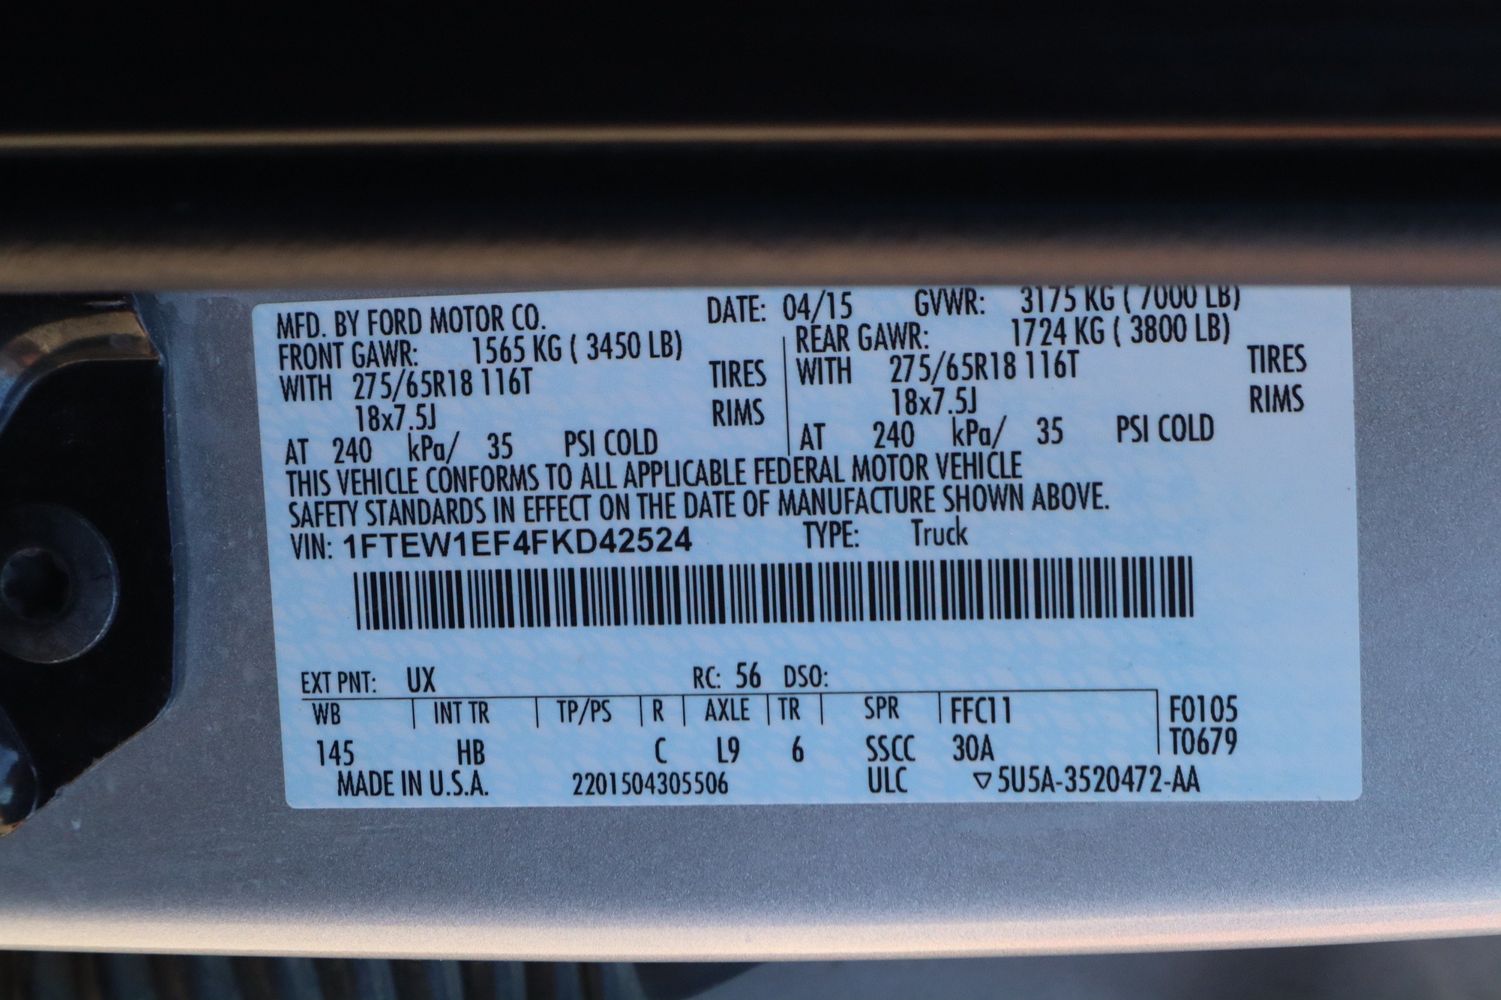 MFD. BY FORD MOTOR CO. DATE: 04/15 GVWR: 3175 KG ( 7000 LB)
FRONT GAWR: 1565 KG ( 3450 LB) REAR GAWR: 1724 KG ( 3800 LB)
WITH 275/65R18 116T TIRES WITH 275/65R18 116T TIRES
18x7.5J RIMS 18x7.5J RIMS
AT 240 kPa/ 35 PSI COLD AT 240 kPa/ 35 PSI COLD
THIS VEHICLE CONFORMS TO ALL APPLICABLE FEDERAL MOTOR VEHICLE
SAFETY STANDARDS IN EFFECT ON THE DATE OF MANUFACTURE SHOWN ABOVE.
VIN: 1FTEW1EF4FKD42524 TYPE: Truck
EXT PNT: UX RC: 56 DSO:
WB INT TR TP/PS R AXLE TR SPR FFC11 F0105
145 HB C L9 6 SSCC 30A T0679
MADE IN U.S.A. 2201504305506 ULC ▽5U5A-3520472-AA